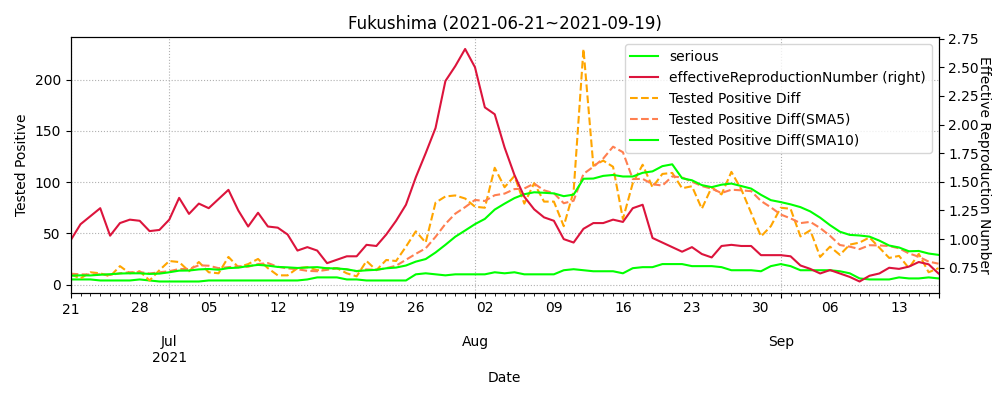 Fukushima (2021-06-21~2021-09-19)
serious
effectiveReproductionNumber (right)
Tested Positive Diff
Tested Positive Diff(SMA5)
Tested Positive Diff(SMA10)
Tested Positive
200
150
100
50
0
2.75
2.50
2.25
2.00
1.75
1.50
1.25
1.00
0.75
Effective Reproduction Number
21 28 05 12 19 26 02 09 16 23 30 06 13
Jul Aug Sep
2021
Date